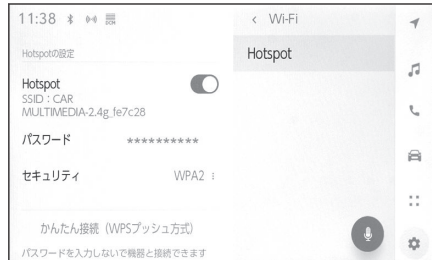 11:38
DCM
Hotspotの設定
Hotspot
SSID：CAR
MULTIMEDIA-2.4g_fe7c28
パスワード **********
セキュリティ WPA2
かんたん接続（WPSプッシュ方式）
パスワードを入力しないで機器と接続できます
< Wi-Fi
Hotspot